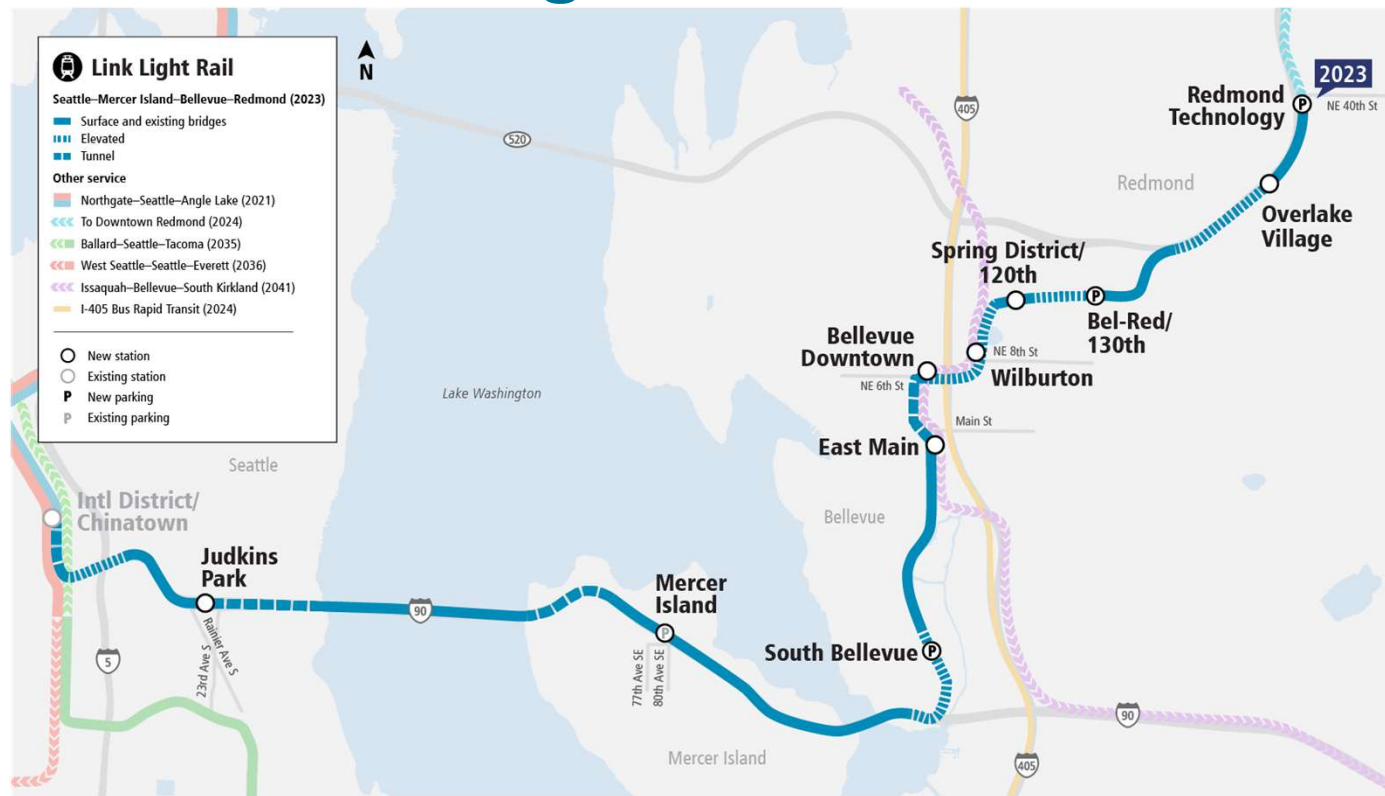 Link Light Rail
Seattle–Mercer Island–Bellevue–Redmond (2023)
Surface and existing bridges
Elevated
Tunnel
Other service
Northgate–Seattle–Angle Lake (2021)
To Downtown Redmond (2024)
Ballard–Seattle–Tacoma (2035)
West Seattle–Seattle–Everett (2036)
Issaquah–Bellevue–South Kirkland (2041)
I-405 Bus Rapid Transit (2024)
New station
Existing station
P New parking
P Existing parking
N
520
405
2023
Redmond
Technology
P
NE 40th St
Redmond
Overlake
Village
Spring District/
120th
P
Bel-Red/
130th
Bellevue
Downtown
NE 8th St
Wilburton
NE 6th St
Lake Washington
Main St
East Main
Seattle
Intl District/
Chinatown
Bellevue
Judkins
Park
Mercer
Island
90
P
Rainier Ave S
23rd Ave S
5
77th Ave SE
80th Ave SE
South Bellevue
P
90
Mercer Island
405